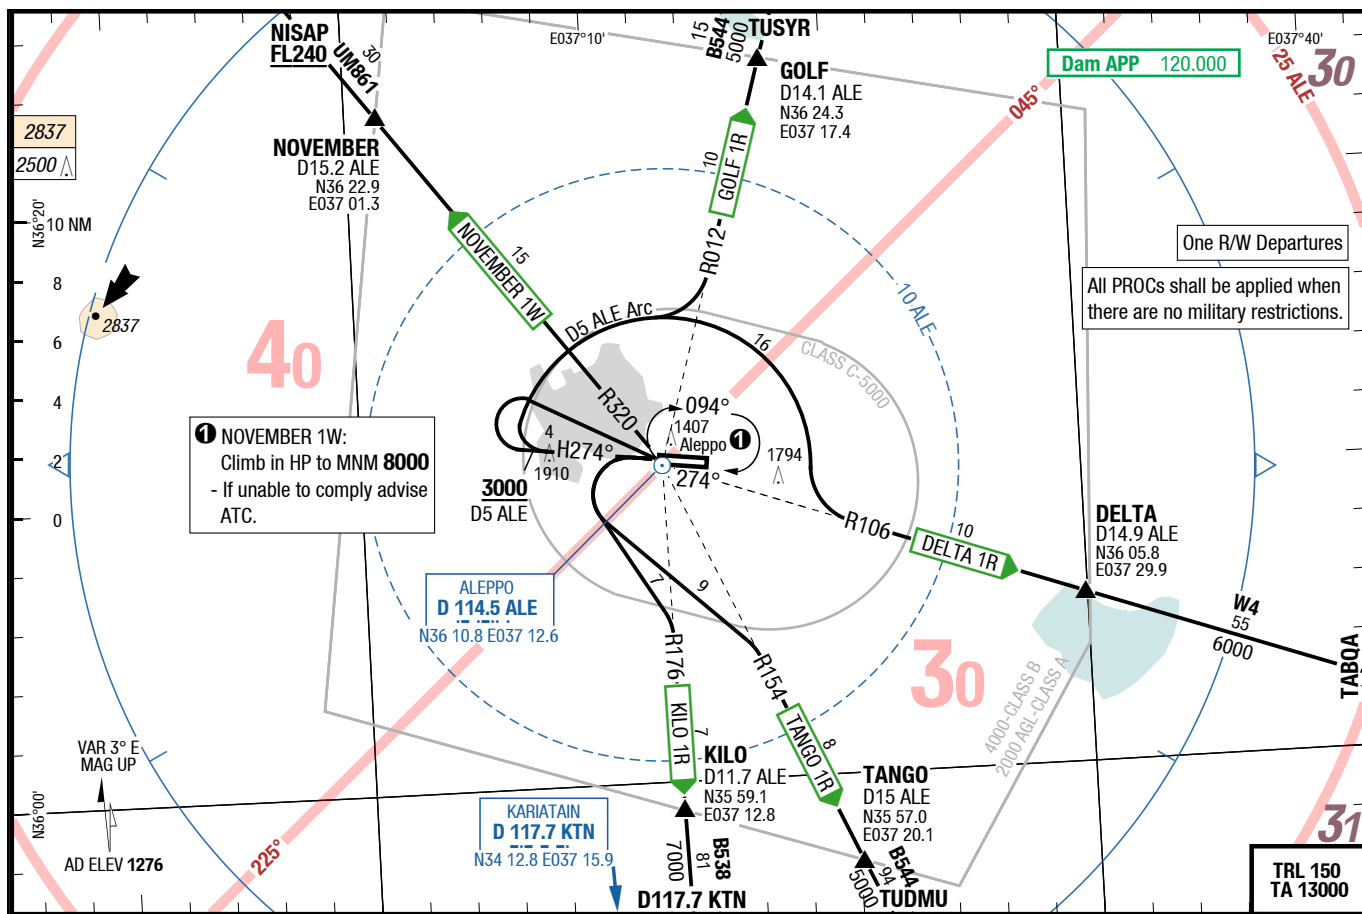 NISAP
FL240
UM861
30
E037°10'
15
B544
5000
TUSYR
GOLF
D14.1 ALE
N36 24.3
E037 17.4
Dam APP 120.000
E037°40'
30
25 ALE
045°
2837
2500
NOVEMBER
D15.2 ALE
N36 22.9
E037 01.3
10
GOLF 1R
N36°20'
10 NM
8
6
4
2
0
2837
NOVEMBER 1W
15
R012
10 ALE
One R/W Departures
All PROCs shall be applied when
there are no military restrictions.
D5 ALE Arc
16
CLASS C-5000
40
R320
094°
1407
Aleppo
1
274°
1794
1 NOVEMBER 1W:
Climb in HP to MNM 8000
- If unable to comply advise
ATC.
4
H274°
1910
3000
D5 ALE
R106
10
DELTA 1R
DELTA
D14.9 ALE
N36 05.8
E037 29.9
W4
55
6000
TABQA
ALEPPO
D 114.5 ALE
N36 10.8 E037 12.6
7
9
R176
R154
30
4000-CLASS B
2000 AGL-CLASS A
KILO 1R
7
TANGO 1R
8
KILO
D11.7 ALE
N35 59.1
E037 12.8
TANGO
D15 ALE
N35 57.0
E037 20.1
VAR 3° E
MAG UP
N36°00'
AD ELEV 1276
225°
KARIATAIN
D 117.7 KTN
N34 12.8 E037 15.9
B538
81
7000
D117.7 KTN
B544
94
5000
TUDMU
31
TRL 150
TA 13000